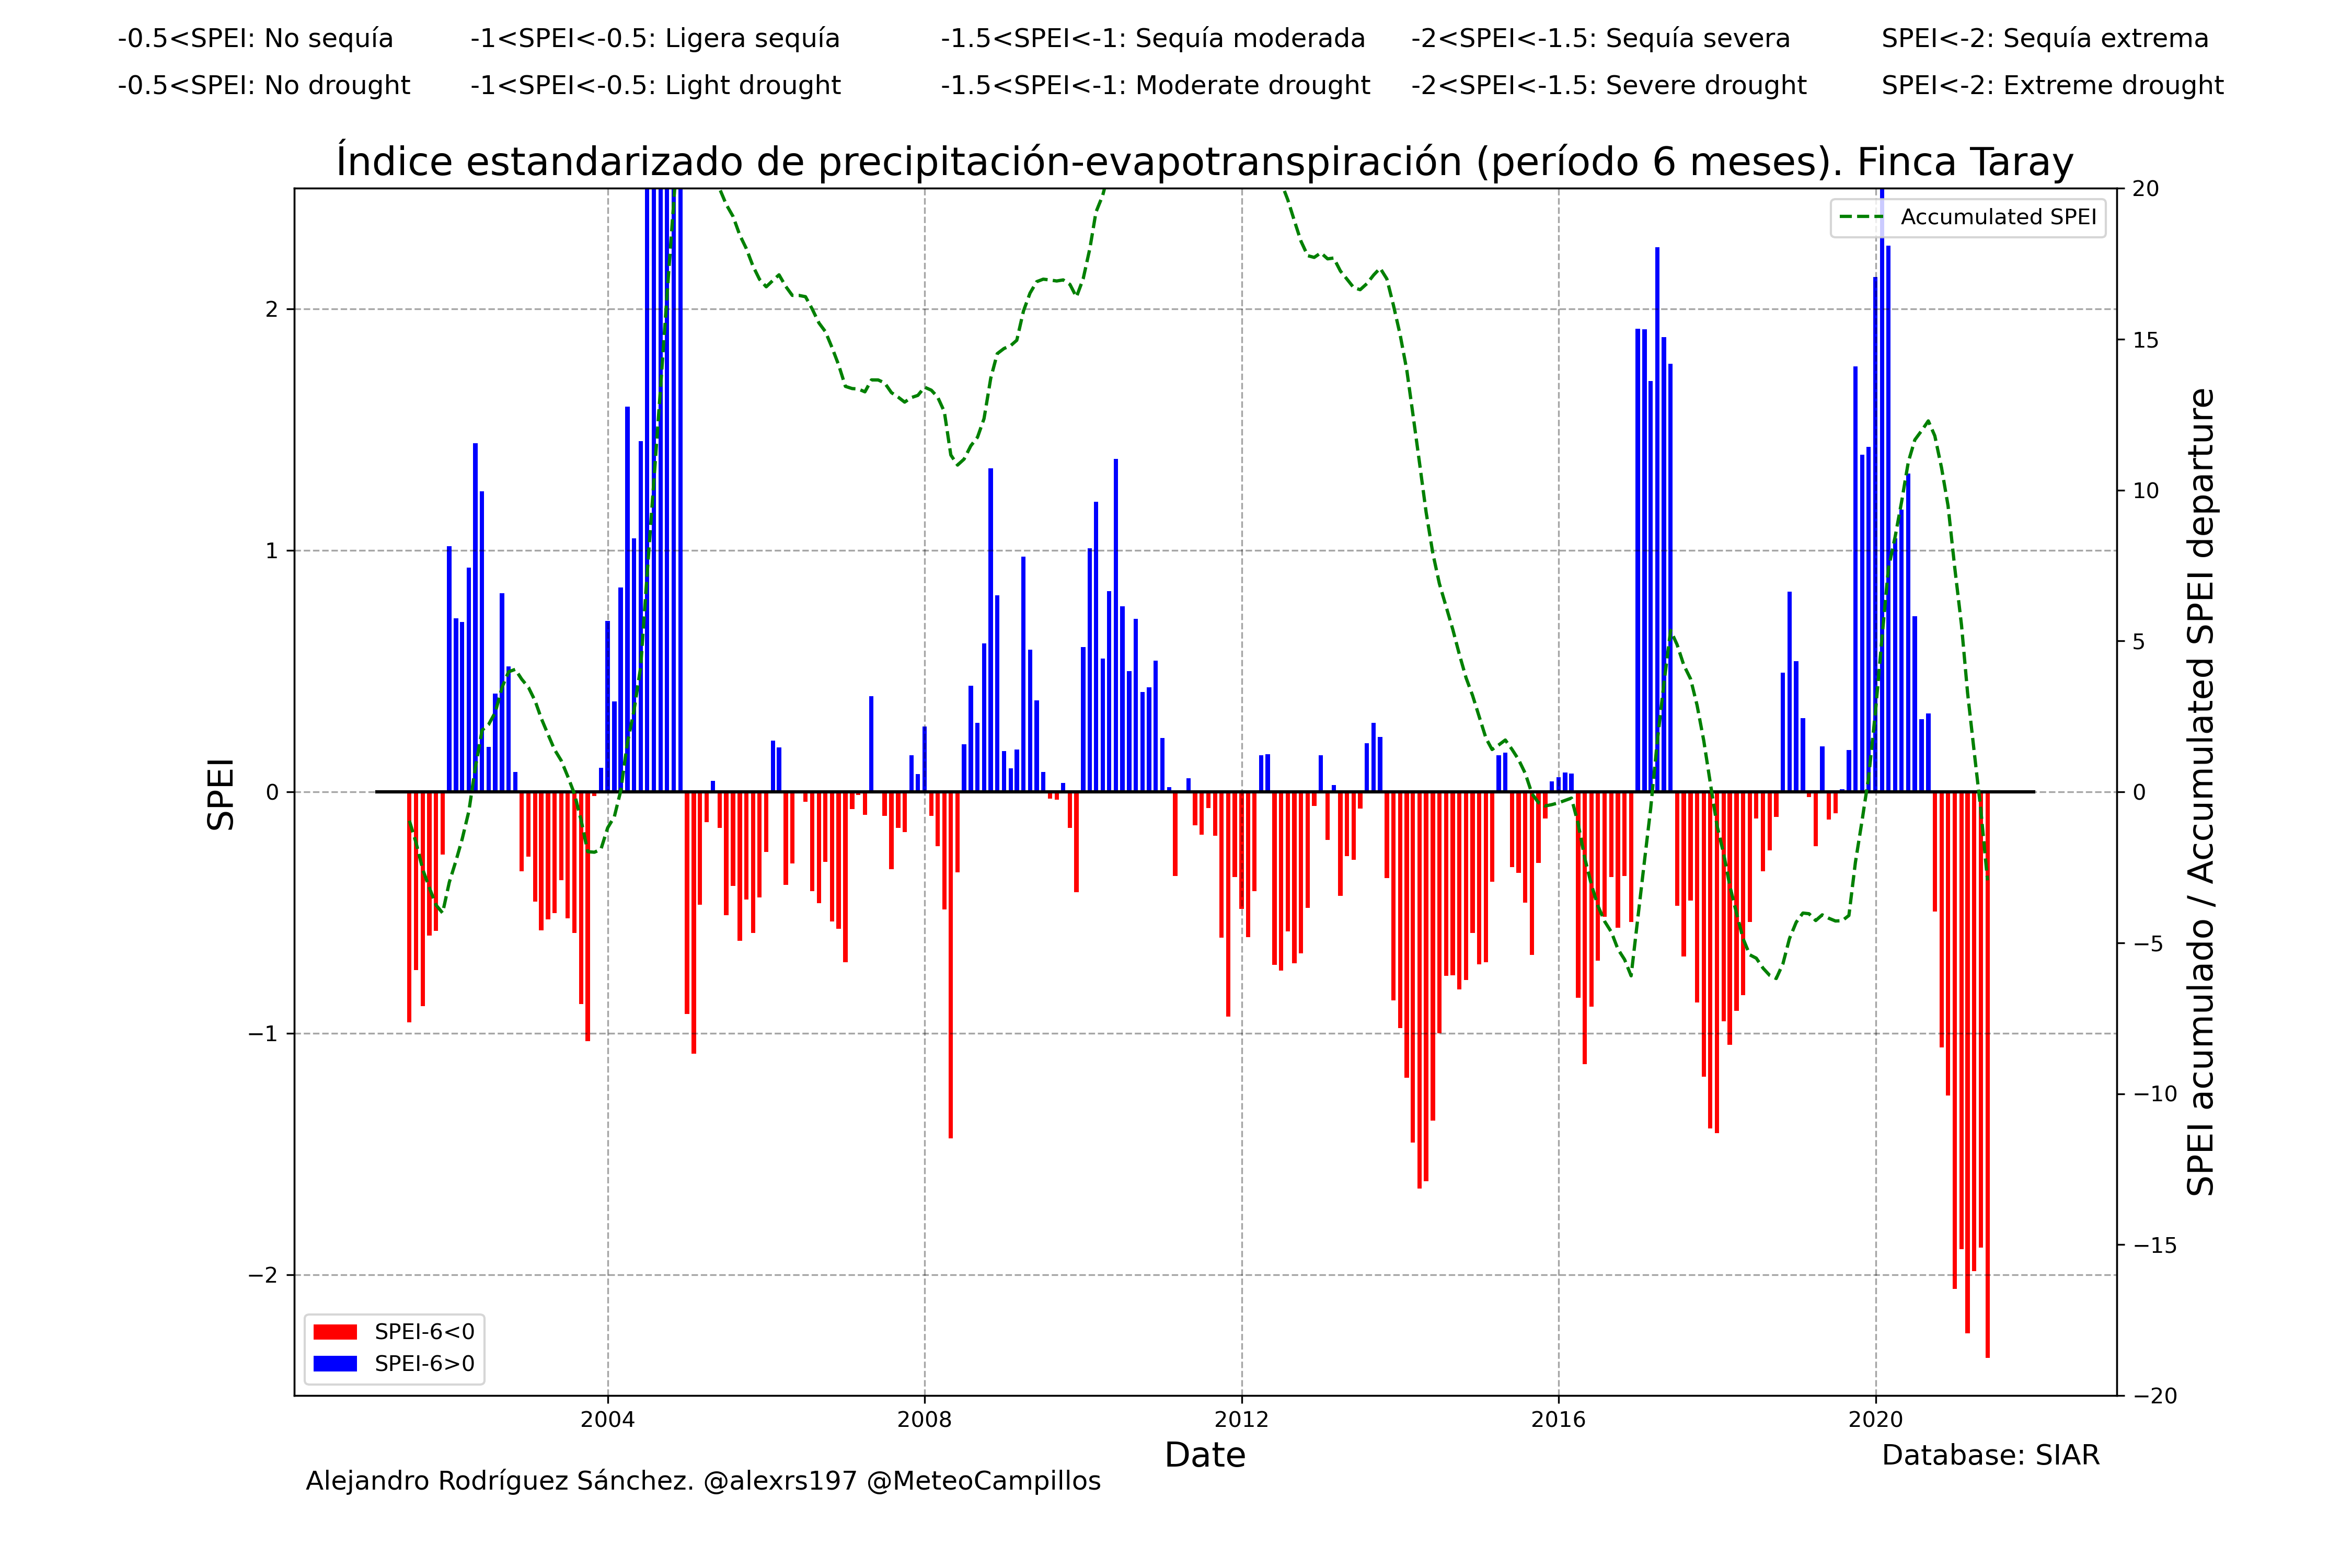 -0.5<SPEI: No sequía -1<SPEI<-0.5: Ligera sequía -1.5<SPEI<-1: Sequía moderada -2<SPEI<-1.5: Sequía severa SPEI<-2: Sequía extrema
-0.5<SPEI: No drought -1<SPEI<-0.5: Light drought -1.5<SPEI<-1: Moderate drought -2<SPEI<-1.5: Severe drought SPEI<-2: Extreme drought
Índice estandarizado de precipitación-evapotranspiración (período 6 meses). Finca Taray
Accumulated SPEI
SPEI
2
1
0
−1
−2
20
15
10
5
0
−5
−10
−15
−20
SPEI acumulado / Accumulated SPEI departure
SPEI-6<0
SPEI-6>0
2004 2008 2012 2016 2020
Date
Database: SIAR
Alejandro Rodríguez Sánchez. @alexrs197 @MeteoCampillos